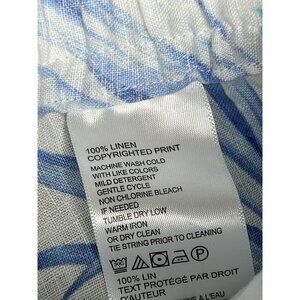 100% LINEN
COPYRIGHTED PRINT
MACHINE WASH COLD
WITH LIKE COLORS
MILD DETERGENT
GENTLE CYCLE
NON CHLORINE BLEACH
IF NEEDED
TUMBLE DRY LOW
WARM IRON
OR DRY CLEAN
TIE STRING PRIOR TO CLEANING
100% LIN
TEXT PROTÉGÉ PAR DROIT
D'AUTEUR
A L'EAU